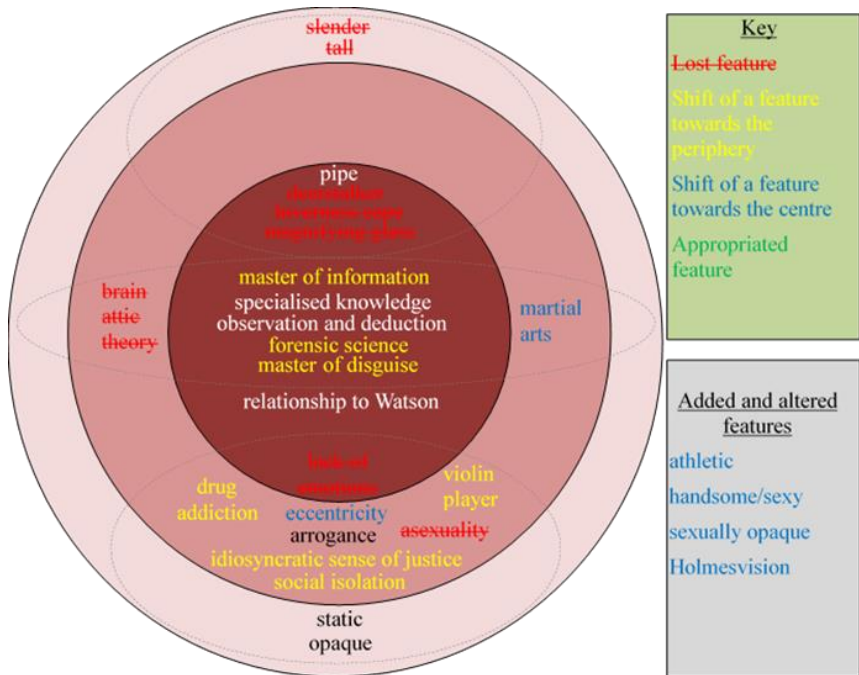 slender
tall
pipe
deerstalker
Inverness cape
magnifying glass
master of information
specialised knowledge
observation and deduction
forensic science
master of disguise
relationship to Watson
brain
attic
theory
martial
arts
lack of
emotions
drug
addiction
violin
player
eccentricity
asexuality
arrogance
idiosyncratic sense of justice
social isolation
static
opaque
Key
Lost feature
Shift of a feature
towards the
periphery
Shift of a feature
towards the centre
Appropriated
feature
Added and altered
features
athletic
handsome/sexy
sexually opaque
Holmesvision